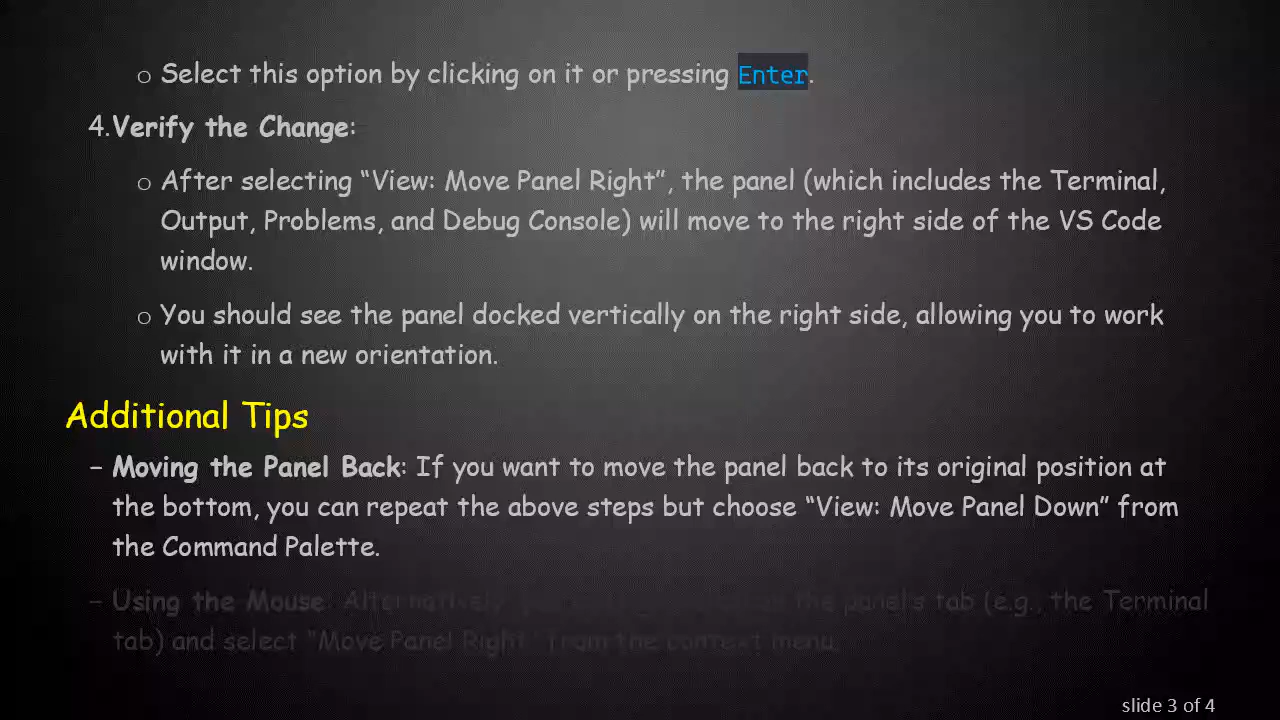 o Select this option by clicking on it or pressing Enter.
4.Verify the Change:
o After selecting “View: Move Panel Right”, the panel (which includes the Terminal,
Output, Problems, and Debug Console) will move to the right side of the VS Code
window.
o You should see the panel docked vertically on the right side, allowing you to work
with it in a new orientation.
Additional Tips
– Moving the Panel Back: If you want to move the panel back to its original position at
the bottom, you can repeat the above steps but choose “View: Move Panel Down” from
the Command Palette.
– Using the Mouse: Alternatively, the panel's tab (e.g., the Terminal
tab) and select “Move Panel Right” from the context menu.
slide 3 of 4